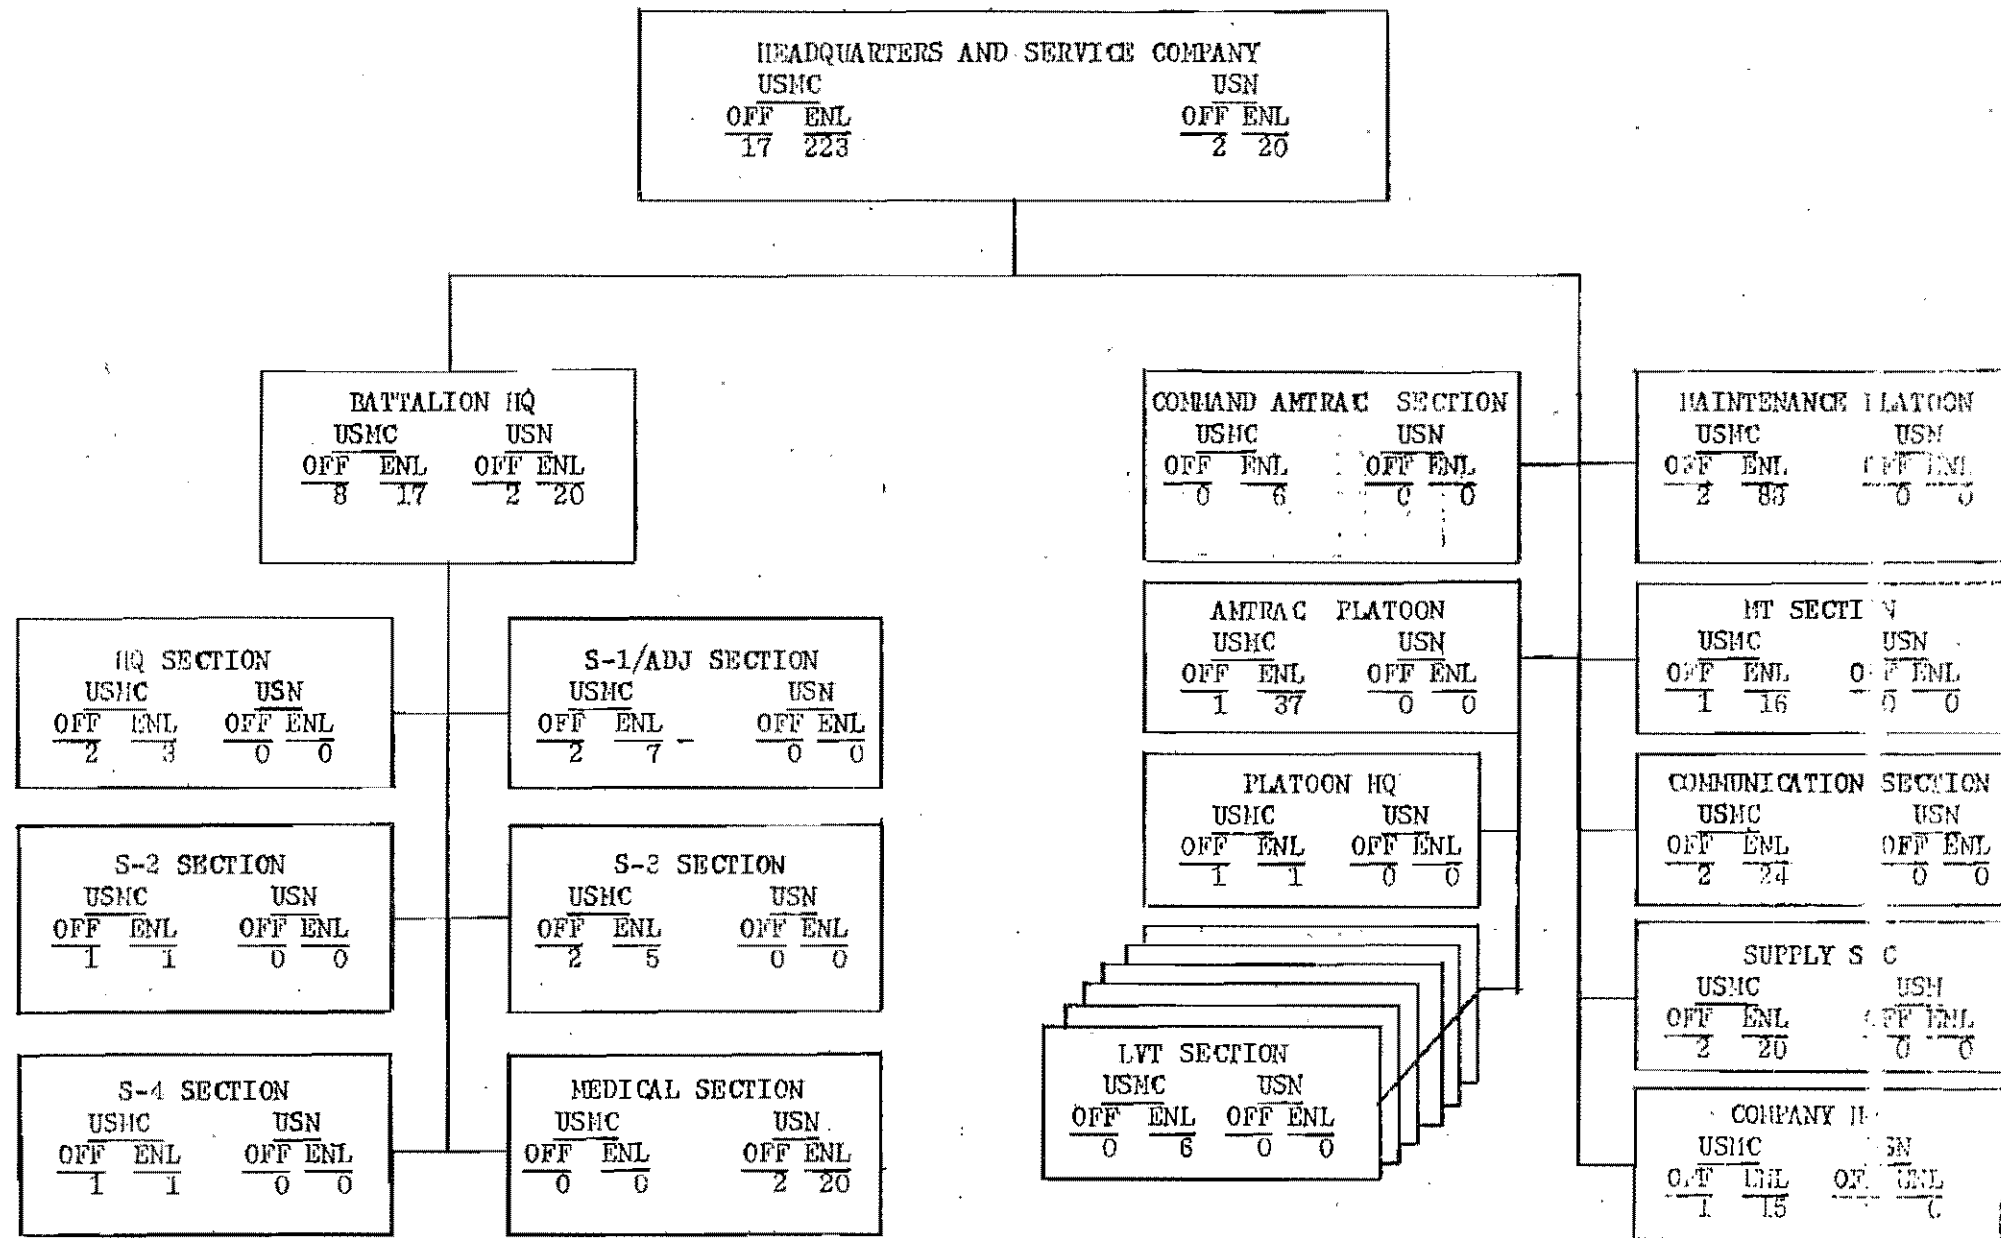 HEADQUARTERS AND SERVICE COMPANY
USMC USN
OFF ENL OFF ENL
17 223 2 20
BATTALION HQ
USMC USN
OFF ENL OFF ENL
8 17 2 20
HQ SECTION
USMC USN
OFF ENL OFF ENL
2 3 0 0
S-1/ADJ SECTION
USMC USN
OFF ENL OFF ENL
2 7 0 0
S-2 SECTION
USMC USN
OFF ENL OFF ENL
1 1 0 0
SECTION
USMC USN
OFF ENL OFF ENL
2 5 0 0
S-4 SECTION
USMC USN
OFF ENL OFF ENL
1 1 0 0
MEDICAL SECTION
USMC USN
OFF ENL OFF ENL
0 0 2 20
COMMAND AMTRAC SECTION
USMC USN
OFF ENL OFF ENL
0 6 0 0
AMTRAC PLATOON
USMC USN
OFF ENL OFF ENL
1 37 0 0
PLATOON HQ
USMC USN
OFF ENL OFF ENL
1 1 0 0
LVT SECTION
USMC USN
OFF ENL OFF ENL
0 6 0 0
MAINTENANCE PLATOON
USMC USN
OFF ENL OFF ENL
2 0 0
MT SECTION
USMC USN
OFF ENL OFF ENL
1 16 0 0
COMMUNICATION SECTION
USMC USN
OFF ENL OFF ENL
2 24 0 0
SUPPLY
USMC USN
OFF ENL OFF ENL
2 20 0 0
COMPANY
USMC
OFF ENL
1 15